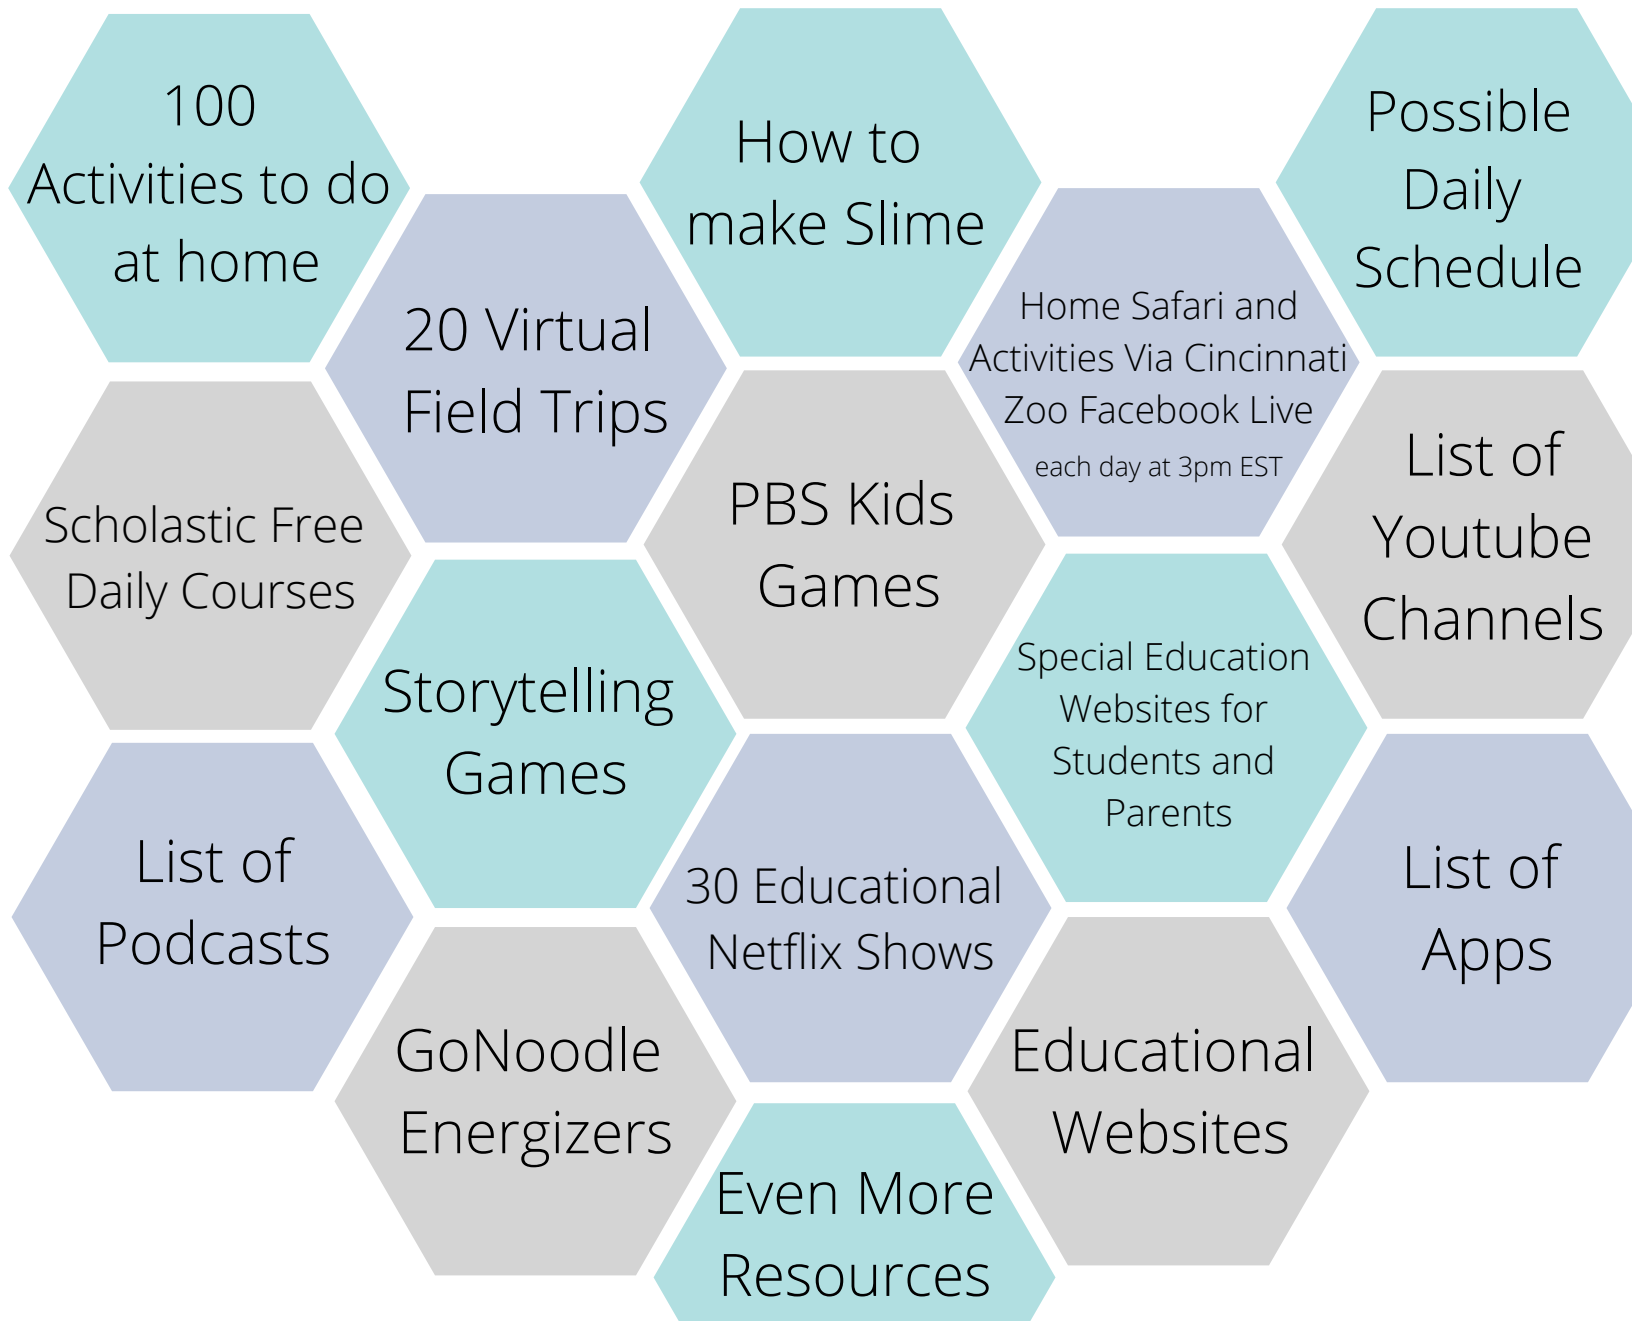 100
Activities to do
at home
How to
make Slime
Possible
Daily
Schedule
20 Virtual
Field Trips
Home Safari and
Activities Via Cincinnati
Zoo Facebook Live
each day at 3pm EST
Scholastic Free
Daily Courses
PBS Kids
Games
List of
Youtube
Channels
Storytelling
Games
Special Education
Websites for
Students and
Parents
List of
Podcasts
30 Educational
Netflix Shows
List of
Apps
GoNoodle
Energizers
Educational
Websites
Even More
Resources